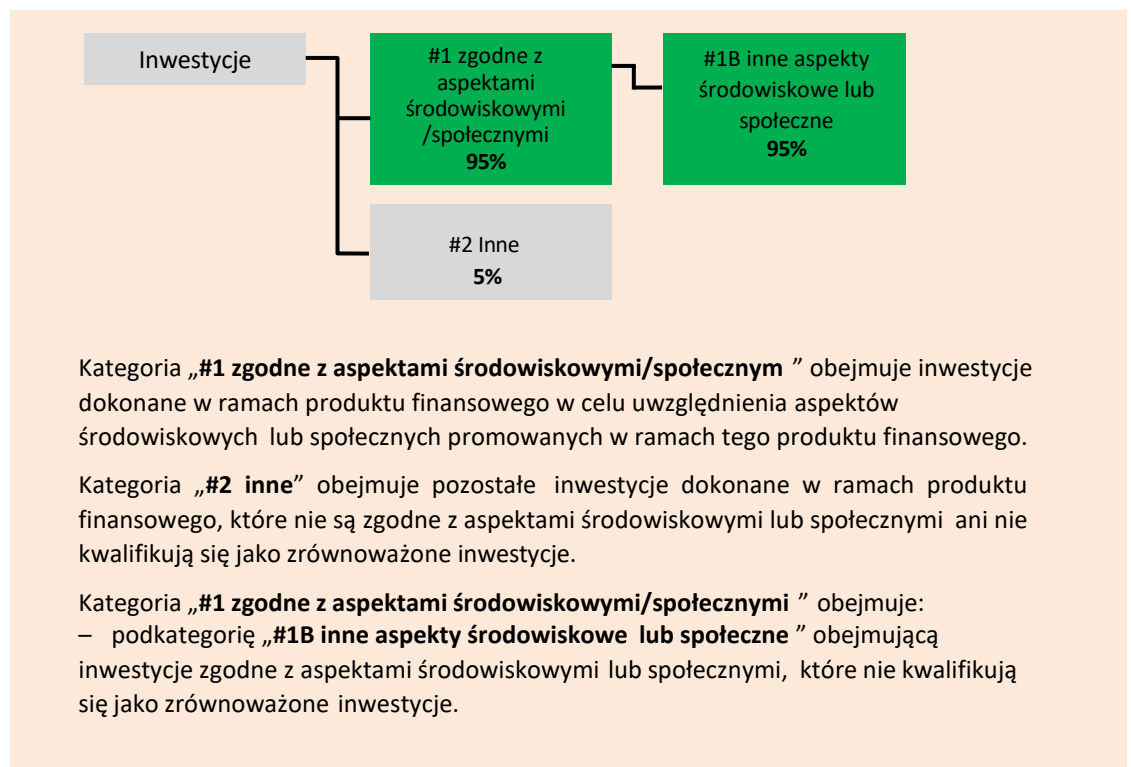 Inwestycje
#1 zgodne z
aspektami
środowiskowymi
/społecznymi
95%
#1B inne aspekty
środowiskowe lub
społeczne
95%
#2 Inne
5%
Kategoria „#1 zgodne z aspektami środowiskowymi/społecznym ” obejmuje inwestycje
dokonane w ramach produktu finansowego w celu uwzględnienia aspektów
środowiskowych lub społecznych promowanych w ramach tego produktu finansowego.
Kategoria „#2 inne” obejmuje pozostałe inwestycje dokonane w ramach produktu
finansowego, które nie są zgodne z aspektami środowiskowymi lub społecznymi ani nie
kwalifikują się jako zrównoważone inwestycje.
Kategoria „#1 zgodne z aspektami środowiskowymi/społecznymi ” obejmuje:
– podkategorię „#1B inne aspekty środowiskowe lub społeczne ” obejmującą
inwestycje zgodne z aspektami środowiskowymi lub społecznymi, które nie kwalifikują
się jako zrównoważone inwestycje.